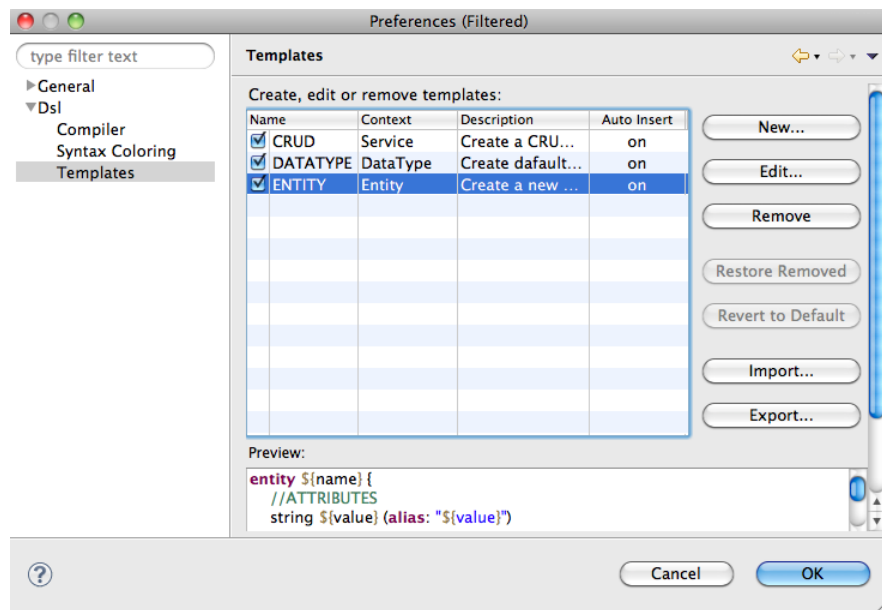 Preferences (Filtered)
type filter text
General
Dsl
Compiler
Syntax Coloring
Templates
Templates
Create, edit or remove templates:
Name Context Description Auto Insert
CRUD Service Create a CRU... on
DATATYPE DataType Create dafault... on
ENTITY Entity Create a new ... on
New...
Edit...
Remove
Restore Removed
Revert to Default
Import...
Export...
Preview:
entity ${name} {
//ATTRIBUTES
string ${value} (alias: "${value}")
?
Cancel
OK